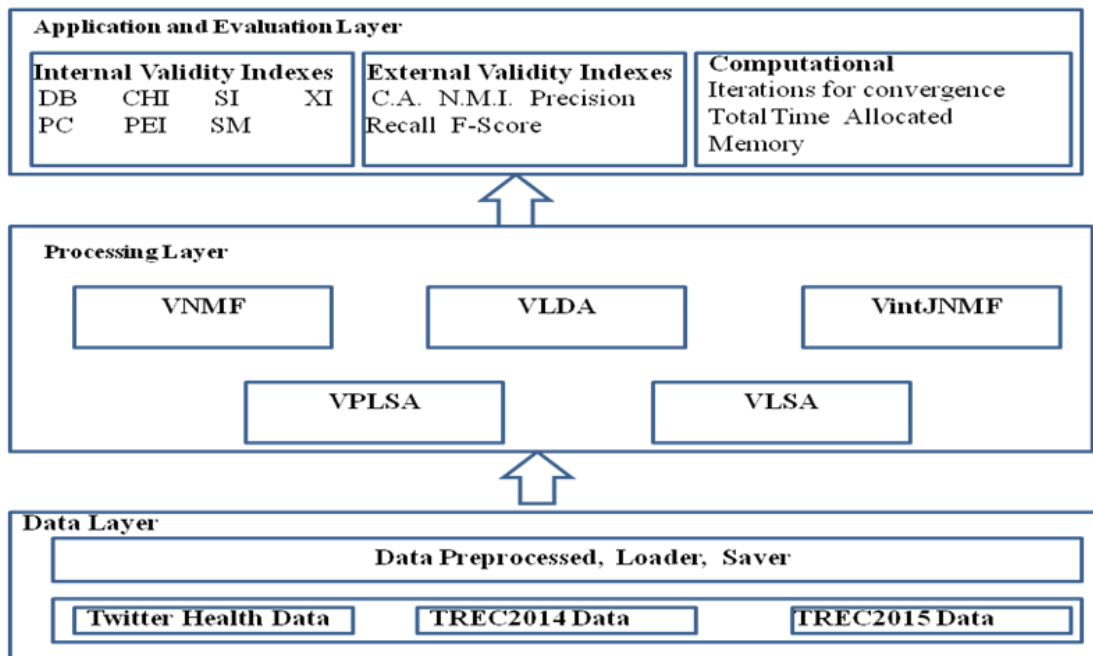 Application and Evaluation Layer
Internal Validity Indexes
DB CHI SI XI
PC PEI SM
External Validity Indexes
C.A. N.M.I. Precision
Recall F-Score
Computational
Iterations for convergence
Total Time Allocated
Memory
Processing Layer
VNMF
VLDA
VintJNMF
VPLSA
VLSA
Data Layer
Data Preprocessed, Loader, Saver
Twitter Health Data
TREC2014 Data
TREC2015 Data